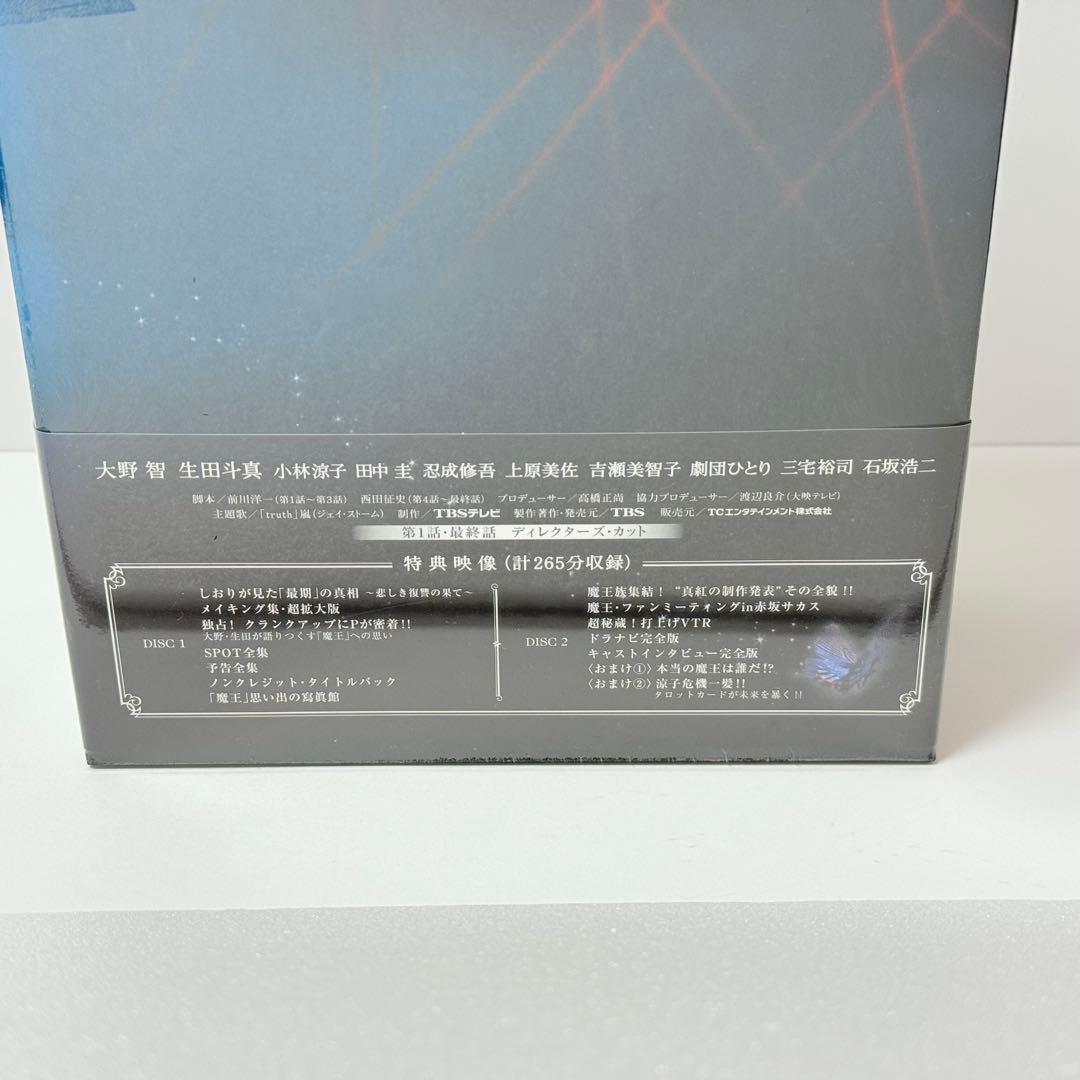 大野 智 生田斗真 小林涼子 田中 圭 忍成修吾 上原美佐 吉瀬美智子 劇団ひとり 三宅裕司 石坂浩二
脚本／前川洋一(第1話〜第3話) 西田征史(第4話〜最終話) プロデューサー／高橋正尚 協力プロデューサー／渡辺良介(大映テレビ)
主題歌／「truth」嵐(ジェイ・ストーム) 制作／TBSテレビ 製作著作・発売元／TBS 販売元／TCエンタテインメント株式会社
第1話・最終話 ディレクターズ・カット
特典映像(計265分収録)
DISC 1
しおりが見た「最期」の真相 〜悲しき復讐の果て〜
メイキング集・超拡大版
独占! クランクアップにPが密着!!
大野・生田が語りつくす「魔王」への思い
SPOT全集
予告全集
ノンクレジット・タイトルバック
「魔王」思い出の寫眞館
DISC 2
魔王族集結! “真紅の制作発表”その全貌!!
魔王・ファンミーティングin赤坂サカス
超秘蔵!打上げVTR
ドラナビ完全版
キャストインタビュー完全版
〈おまけ①〉本当の魔王は誰だ!?
〈おまけ②〉涼子危機一髪!!
タロットカードが未来を暴く!!